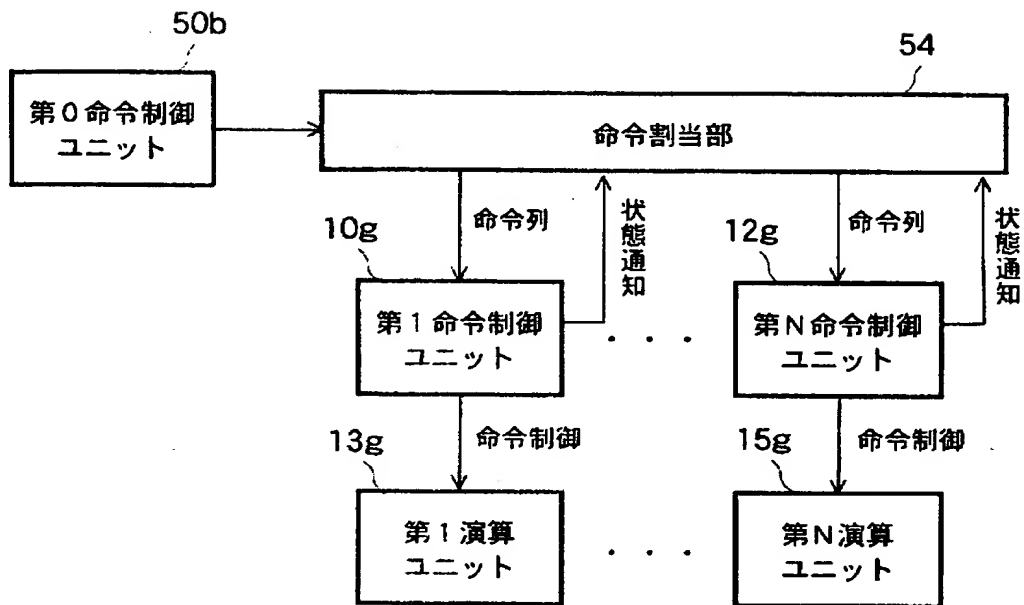 50b
54
第0命令制御
ユニット
命令割当部
命令列
状態通知
命令列
状態通知
10g
12g
第1命令制御
ユニット
・・・
第N命令制御
ユニット
命令制御
命令制御
13g
15g
第1演算
ユニット
・・・
第N演算
ユニット